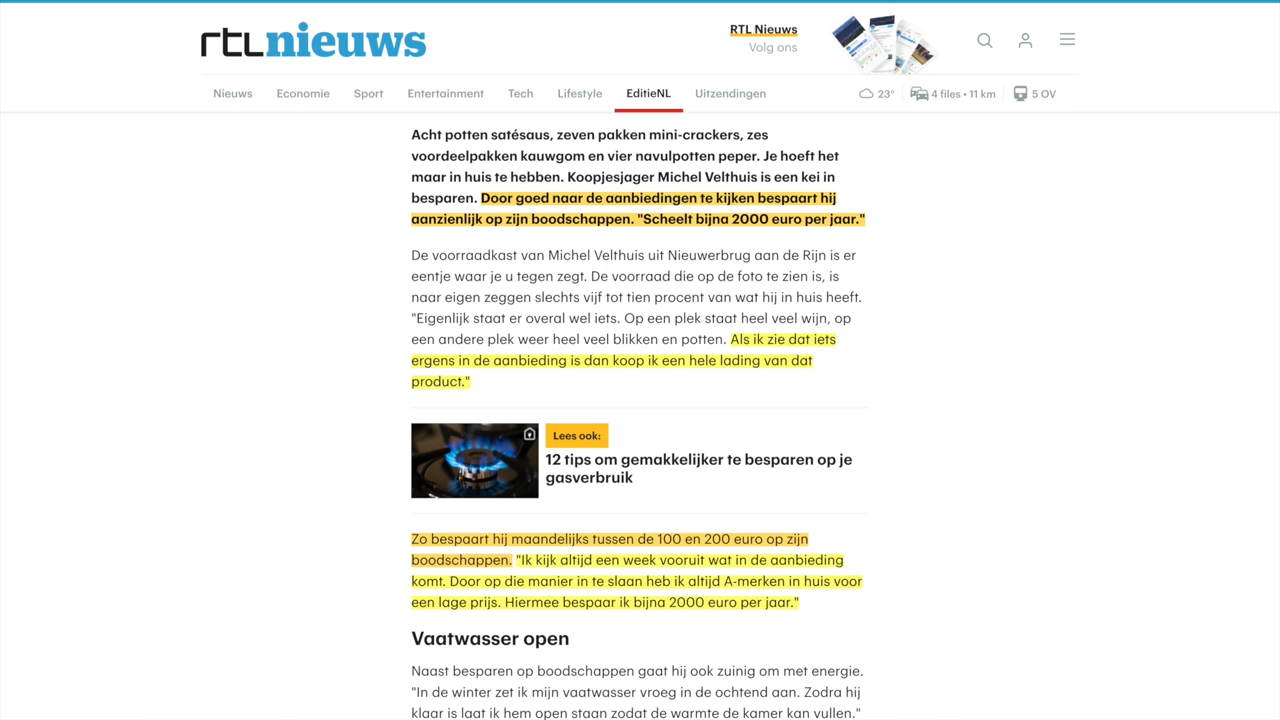 rtlnieuws
RTL Nieuws
Volg ons
Nieuws Economie Sport Entertainment Tech Lifestyle EditieNL Uitzendingen 23° 4 files • 11 km 5 OV
Acht potten satésaus, zeven pakken mini-crackers, zes
voordeelpakken kauwgom en vier navulpotten peper. Je hoeft het
maar in huis te hebben. Koopjesjager Michel Velthuis is een kei in
besparen. Door goed naar de aanbiedingen te kijken bespaart hij
aanzienlijk op zijn boodschappen. "Scheelt bijna 2000 euro per jaar."
De voorraadkast van Michel Velthuis uit Nieuwerbrug aan de Rijn is er
eentje waar je u tegen zegt. De voorraad die op de foto te zien is, is
naar eigen zeggen slechts vijf tot tien procent van wat hij in huis heeft.
"Eigenlijk staat er overal wel iets. Op een plek staat heel veel wijn, op
een andere plek weer heel veel blikken en potten. Als ik zie dat iets
ergens in de aanbieding is dan koop ik een hele lading van dat
product."
Lees ook:
12 tips om gemakkelijker te besparen op je
gasverbruik
Zo bespaart hij maandelijks tussen de 100 en 200 euro op zijn
boodschappen. "Ik kijk altijd een week vooruit wat in de aanbieding
komt. Door op die manier in te slaan heb ik altijd A-merken in huis voor
een lage prijs. Hiermee bespaar ik bijna 2000 euro per jaar."
Vaatwasser open
Naast besparen op boodschappen gaat hij ook zuinig om met energie.
"In de winter zet ik mijn vaatwasser vroeg in de ochtend aan. Zodra hij
klaar is laat ik hem open staan zodat de warmte de kamer kan vullen."